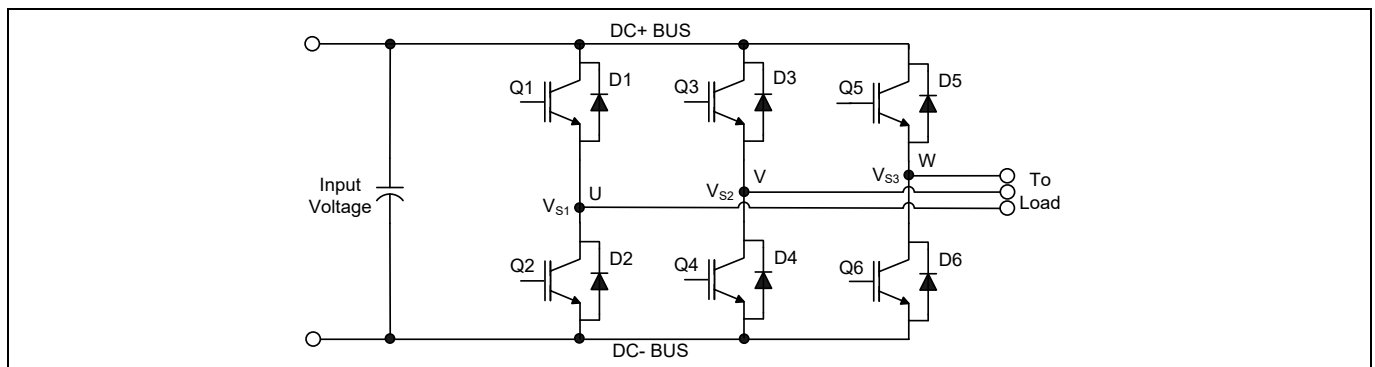 DC+ BUS
Q1
D1
Q3
D3
Q5
D5
Input
Voltage
VS1
U
VS2
V
VS3
W
To
Load
Q2
D2
Q4
D4
Q6
D6
DC- BUS